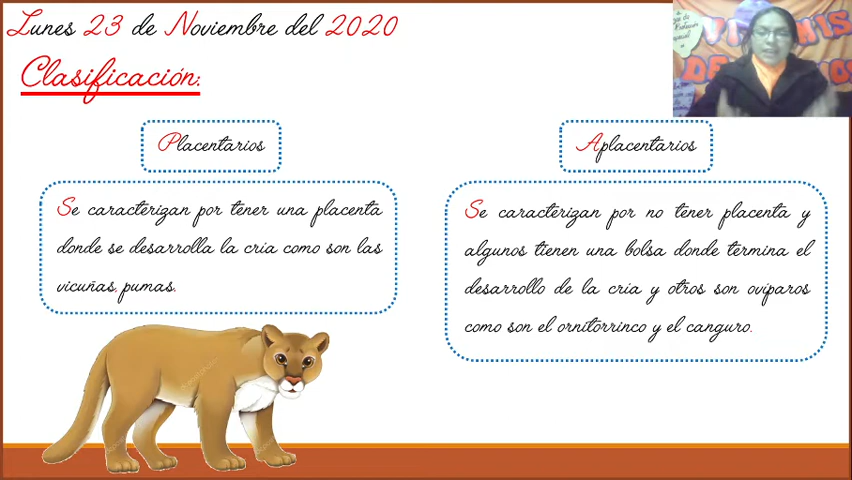 Lunes 23 de Noviembre del 2020
Clasificación:
Placentarios
Se caracterizan por tener una placenta
donde se desarrolla la cria como son las
vicuñas, pumas.
Aplacentarios
Se caracterizan por no tener placenta y
algunos tienen una bolsa donde termina el
desarrollo de la cria y otros son oviparos
como son el ornitorrinco y el canguro.